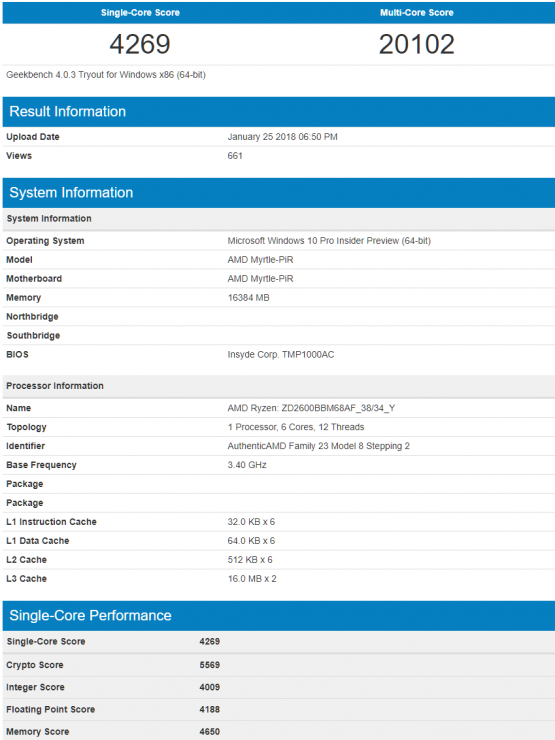 Single-Core Score Multi-Core Score
4269 20102
Geekbench 4.0.3 Tryout for Windows x86 (64-bit)
Result Information
Upload Date January 25 2018 06:50 PM
Views 661
System Information
System Information
Operating System Microsoft Windows 10 Pro Insider Preview (64-bit)
Model AMD Myrtle-PiR
Motherboard AMD Myrtle-PiR
Memory 16384 MB
Northbridge
Southbridge
BIOS Insyde Corp. TMP1000AC
Processor Information
Name AMD Ryzen: ZD2600BBM68AF_38/34_Y
Topology 1 Processor, 6 Cores, 12 Threads
Identifier AuthenticAMD Family 23 Model 8 Stepping 2
Base Frequency 3.40 GHz
Package
Package
L1 Instruction Cache 32.0 KB x 6
L1 Data Cache 64.0 KB x 6
L2 Cache 512 KB x 6
L3 Cache 16.0 MB x 2
Single-Core Performance
Single-Core Score 4269
Crypto Score 5569
Integer Score 4009
Floating Point Score 4188
Memory Score 4650